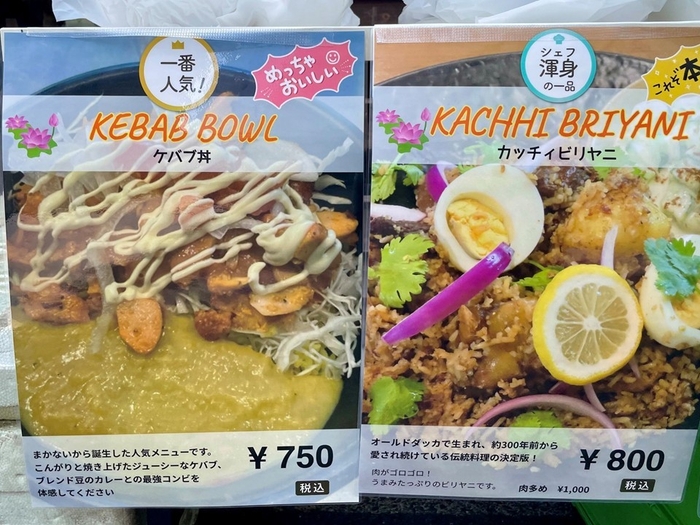 一番
人気!
めっちゃ
おいしい
KEBAB BOWL
ケバブ丼
まかないから誕生した人気メニューです。
こんがりと焼き上げたジューシーなケバブ、
ブレンド豆のカレーとの最強コンビを
体感してください
¥750
税込
シェフ
渾身
の一品
これぞ本
KACHHI BRIYANI
カッチィビリヤニ
オールドダッカで生まれ、約300年前から
愛され続けている伝統料理の決定版！
肉がゴロゴロ！
うまみたっぷりのビリヤニです。
肉多め ¥1,000
¥800
税込